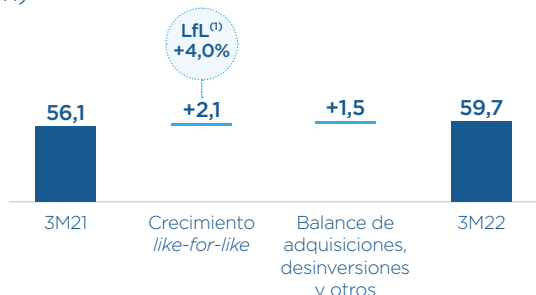 LfL(1)
+4,0%
56,1
+2,1
+1,5
59,7
3M21
Crecimiento
like-for-like
Balance de
adquisiciones,
desinversiones
y otros
3M22